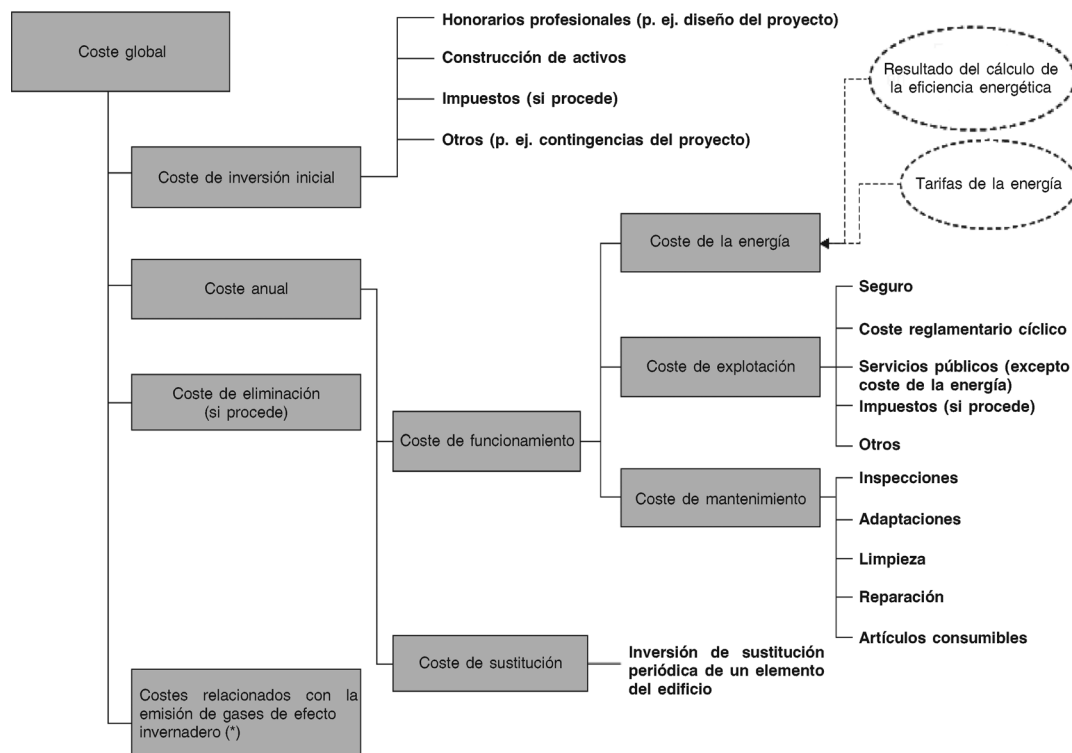 Coste global
Honorarios profesionales (p. ej. diseño del proyecto)
Construcción de activos
Impuestos (si procede)
Otros (p. ej. contingencias del proyecto)
Coste de inversión inicial
Resultado del cálculo de
la eficiencia energética
Tarifas de la energía
Coste de la energía
Coste anual
Seguro
Coste reglamentario cíclico
Coste de explotación
Servicios públicos (excepto
coste de la energía)
Impuestos (si procede)
Otros
Coste de eliminación
(si procede)
Coste de funcionamiento
Coste de mantenimiento
Inspecciones
Adaptaciones
Limpieza
Reparación
Artículos consumibles
Coste de sustitución
Inversión de sustitución
periódica de un elemento
del edificio
Costes relacionados con la
emisión de gases de efecto
invernadero (*)